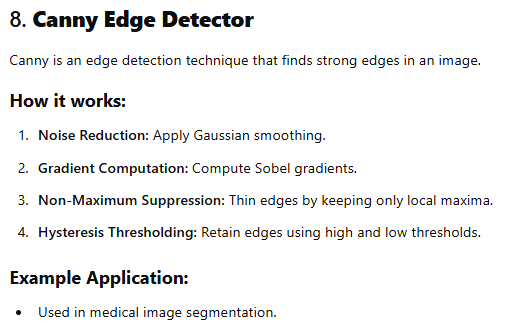 8. Canny Edge Detector
Canny is an edge detection technique that finds strong edges in an image.
How it works:
1. Noise Reduction: Apply Gaussian smoothing.
2. Gradient Computation: Compute Sobel gradients.
3. Non-Maximum Suppression: Thin edges by keeping only local maxima.
4. Hysteresis Thresholding: Retain edges using high and low thresholds.
Example Application:
• Used in medical image segmentation.